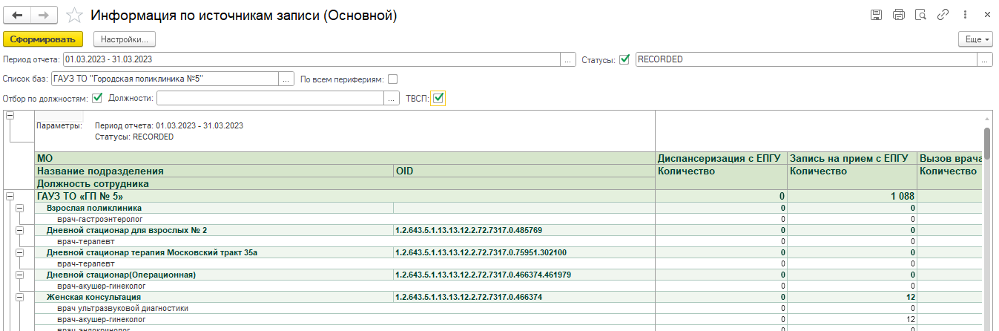 Информация по источникам записи (Основной)
Сформировать Настройки... Еще
Период отчета: 01.03.2023 - 31.03.2023 ... Статусы: RECORDED ...
Список баз: ГАУЗ ТО "Городская поликлиника №5" ... По всем перифериям:
Отбор по должностям: Должности: ... ТВСП:
Параметры: Период отчета: 01.03.2023 - 31.03.2023
Статусы: RECORDED
МО Диспансеризация с ЕПГУ Запись на прием с ЕПГУ Вызов врача
Название подразделения OID Количество Количество Количество
Должность сотрудника
ГАУЗ ТО «ГП № 5» 0 1 088
Взрослая поликлиника 0 0
врач-гастроэнтеролог 0 0
Дневной стационар для взрослых № 2 1.2.643.5.1.13.13.12.2.72.7317.0.485769 0 0
врач-терапевт 0 0
Дневной стационар терапия Московский тракт 35а 1.2.643.5.1.13.13.12.2.72.7317.0.75951.302100 0 0
врач-терапевт 0 0
Дневной стационар(Операционная) 1.2.643.5.1.13.13.12.2.72.7317.0.466374.461979 0 0
врач-акушер-гинеколог 0 0
Женская консультация 1.2.643.5.1.13.13.12.2.72.7317.0.466374 0 12
врач ультразвуковой диагностики 0 0
врач-акушер-гинеколог 0 12
врач-эндокринолог 0 0